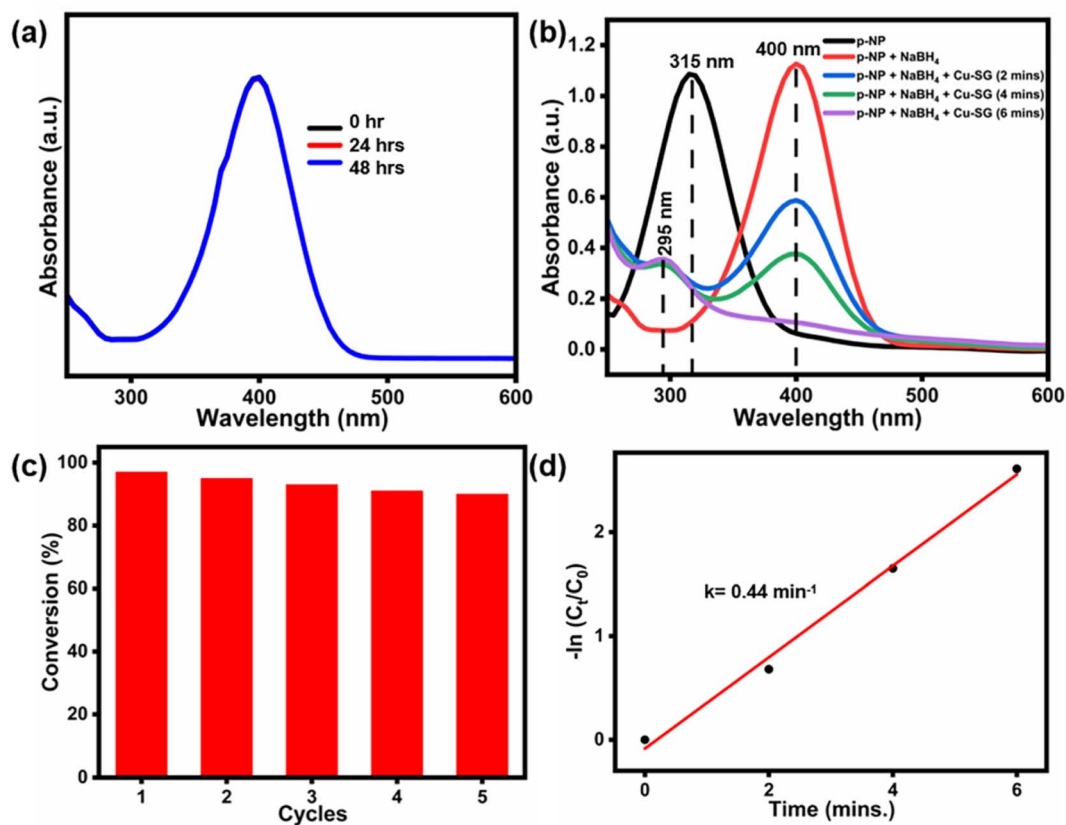 (a)
Absorbance (a.u.)
0 hr
24 hrs
48 hrs
300
400
500
600
Wavelength (nm)
(b)
Absorbance (a.u.)
1.2
1.0
0.8
0.6
0.4
0.2
0.0
315 nm
400 nm
295 nm
p-NP
p-NP + NaBH₄
p-NP + NaBH₄ + Cu-SG (2 mins)
p-NP + NaBH₄ + Cu-SG (4 mins)
p-NP + NaBH₄ + Cu-SG (6 mins)
300
400
500
600
Wavelength (nm)
(c)
Conversion (%)
100
80
60
40
20
0
1
2
3
4
5
Cycles
(d)
-ln (Cₜ/C₀)
2
1
0
k= 0.44 min⁻¹
0
2
4
6
Time (mins.)